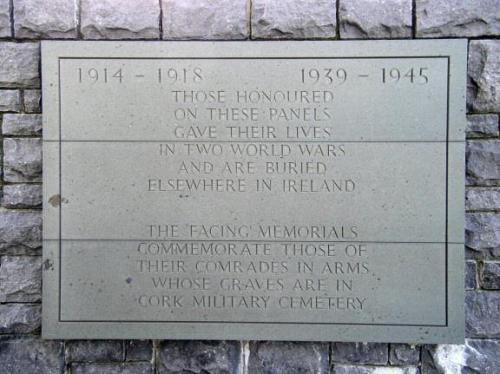 1914 – 1918 1939 – 1945
THOSE HONOURED
ON THESE PANELS
GAVE THEIR LIVES
IN TWO WORLD WARS
AND ARE BURIED
ELSEWHERE IN IRELAND
THE 'FACING' MEMORIALS
COMMEMORATE THOSE OF
THEIR COMRADES IN ARMS
WHOSE GRAVES ARE IN
CORK MILITARY CEMETERY